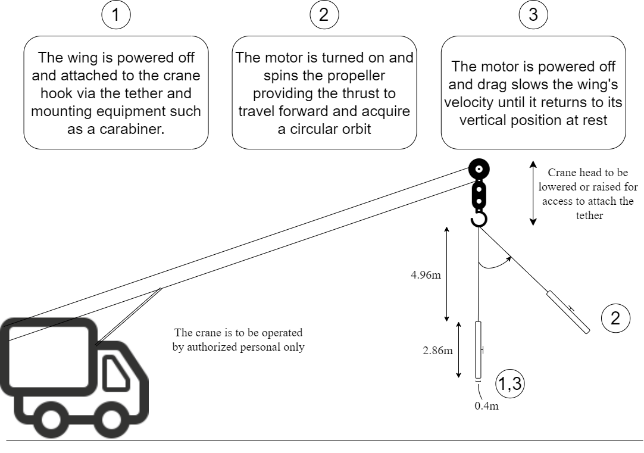 1
2
3
The wing is powered off
and attached to the crane
hook via the tether and
mounting equipment such
as a carabiner.
The motor is turned on and
spins the propeller
providing the thrust to
travel forward and acquire
a circular orbit
The motor is powered off
and drag slows the wing's
velocity until it returns to its
vertical position at rest
Crane head to be
lowered or raised for
access to attach the
tether
4.96m
2
The crane is to be operated
by authorized personal only
2.86m
1,3
0.4m